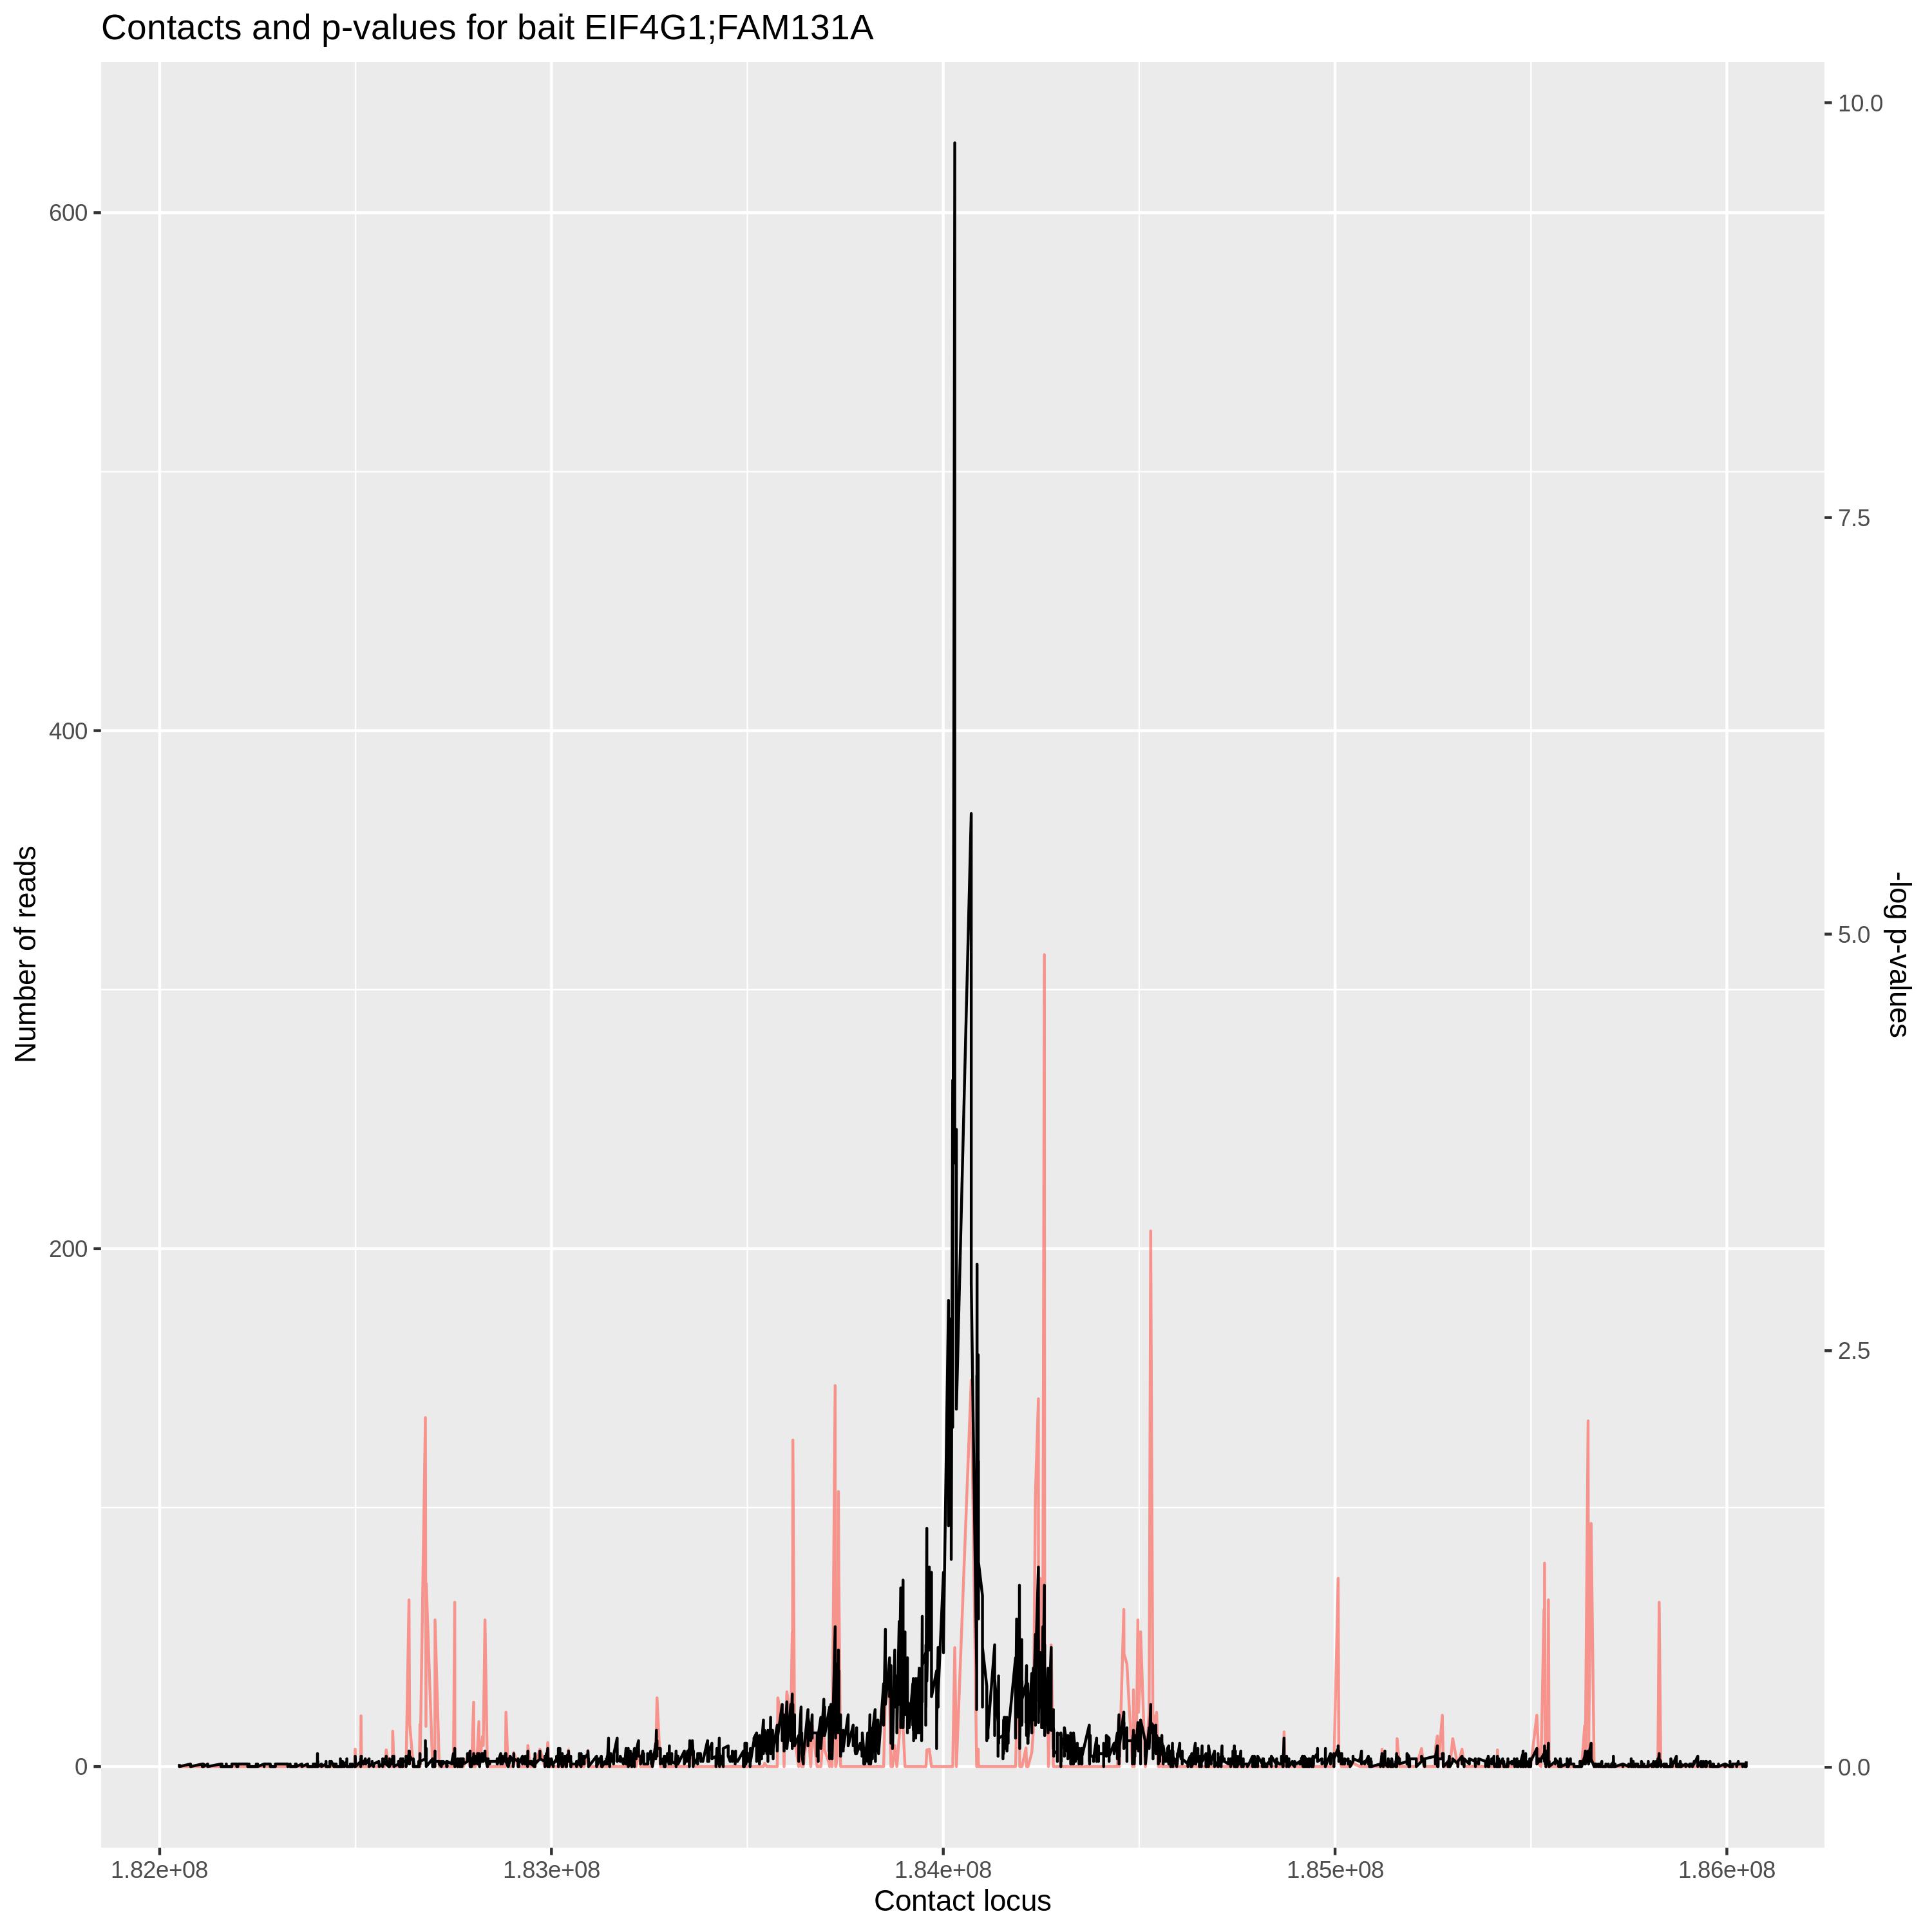 Contacts and p-values for bait EIF4G1;FAM131A
10.0
600
7.5
400
Number of reads
-log p-values
5.0
200
2.5
0
0.0
1.82e+08
1.83e+08
1.84e+08
1.85e+08
1.86e+08
Contact locus